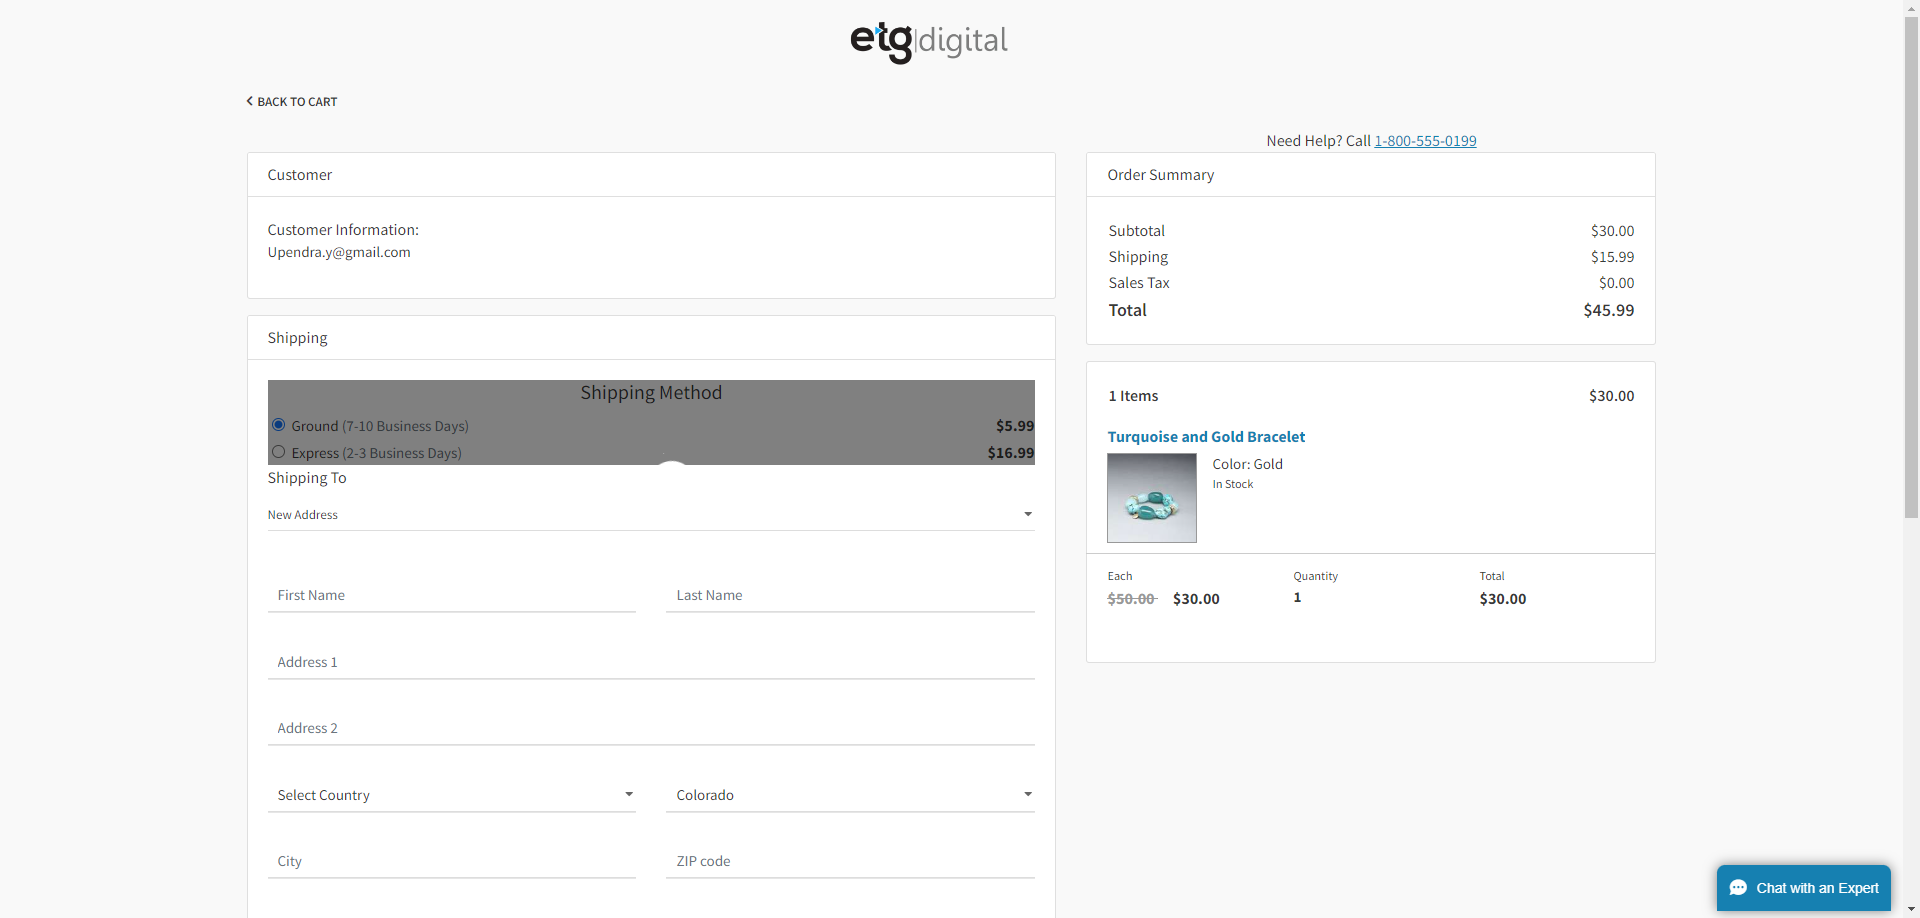 etg|digital
BACK TO CART
Need Help? Call 1-800-555-0199
Customer
Customer Information:
Upendra.y@gmail.com
Shipping
Shipping Method
Ground (7-10 Business Days) $5.99
Express (2-3 Business Days) $16.99
Shipping To
New Address
First Name Last Name
Address 1
Address 2
Select Country Colorado
City ZIP code
Order Summary
Subtotal $30.00
Shipping $15.99
Sales Tax $0.00
Total $45.99
1 Items $30.00
Turquoise and Gold Bracelet
Color: Gold
In Stock
Each Quantity Total
$50.00 $30.00 1 $30.00
Chat with an Expert